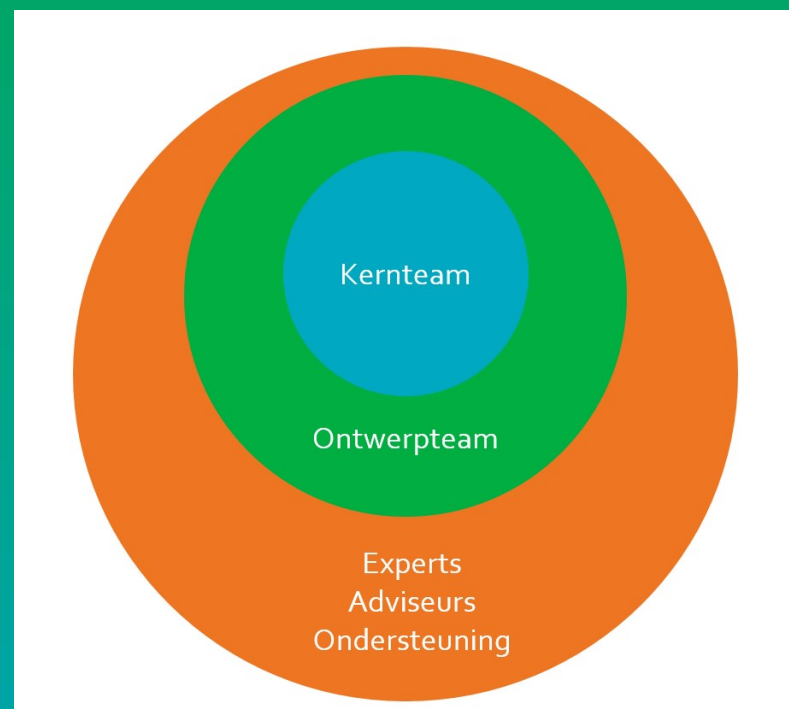 Kernteam
Ontwerpteam
Experts
Adviseurs
Ondersteuning